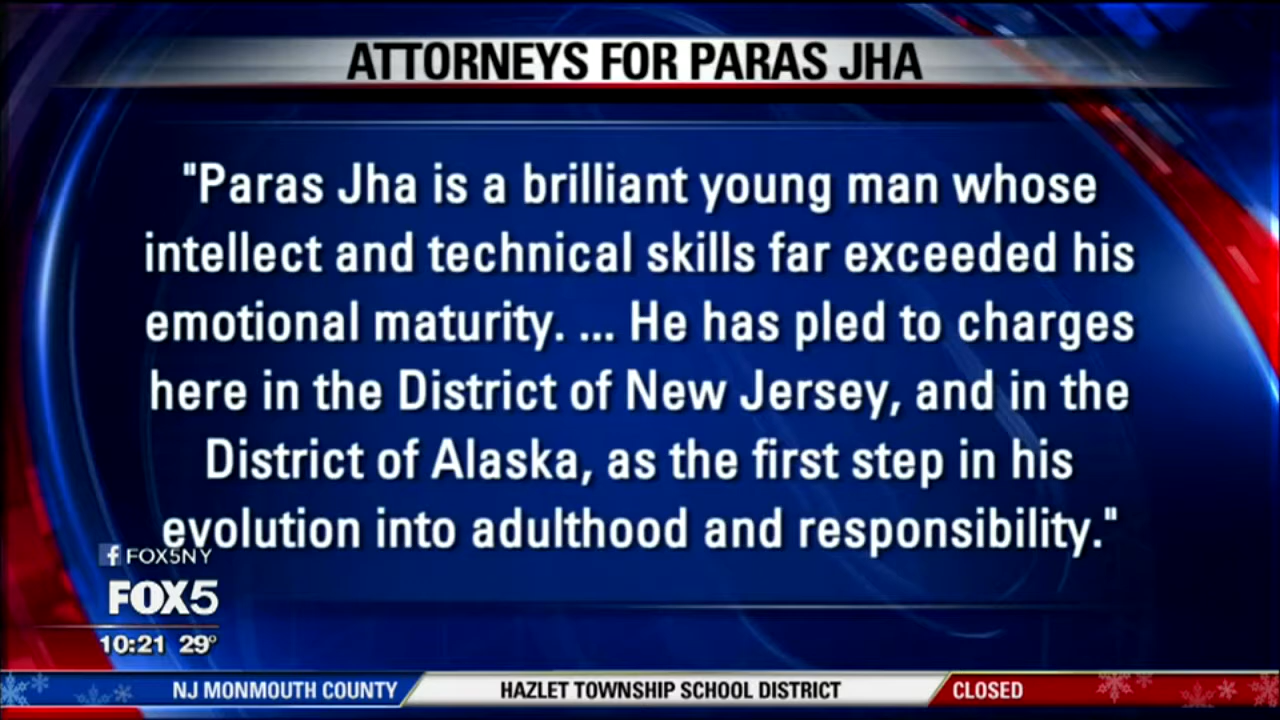 ATTORNEYS FOR PARAS JHA
"Paras Jha is a brilliant young man whose
intellect and technical skills far exceeded his
emotional maturity. ... He has pled to charges
here in the District of New Jersey, and in the
District of Alaska, as the first step in his
evolution into adulthood and responsibility."
f FOX5NY
FOX5
10:21 29°
NJ MONMOUTH COUNTY HAZLET TOWNSHIP SCHOOL DISTRICT CLOSED